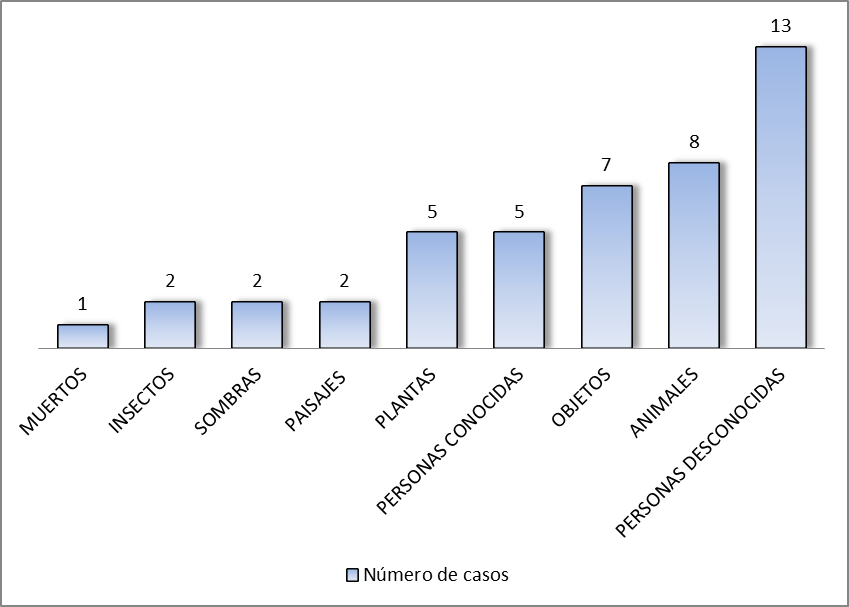 13
8
7
5
5
2
2
2
1
MUERTOS
INSECTOS
SOMBRAS
PAISAJES
PLANTAS
PERSONAS CONOCIDAS
OBJETOS
ANIMALES
PERSONAS DESCONOCIDAS
Número de casos